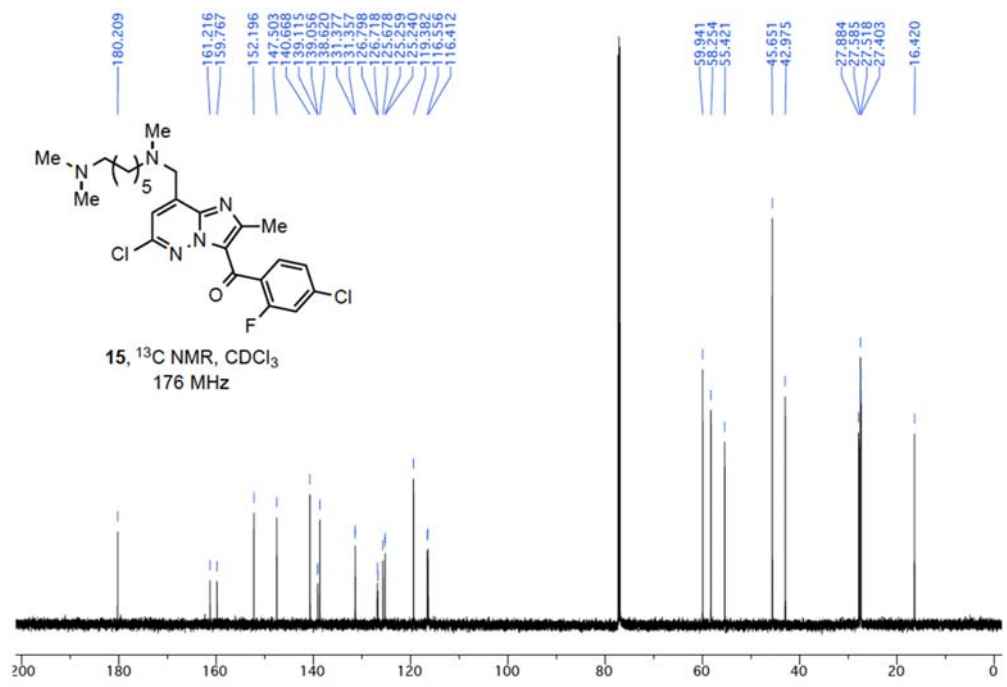 180.209
161.216
159.767
152.196
147.503
140.668
139.115
139.056
138.620
131.377
131.357
126.798
126.718
125.678
125.259
125.240
119.382
116.556
116.412
59.941
58.254
55.421
45.651
42.975
27.884
27.585
27.518
27.403
16.420
Me
Me
N
N
Me
5
N
Me
N
N
Cl
O
F
Cl
15, ¹³C NMR, CDCl₃
176 MHz
200 180 160 140 120 100 80 60 40 20 0